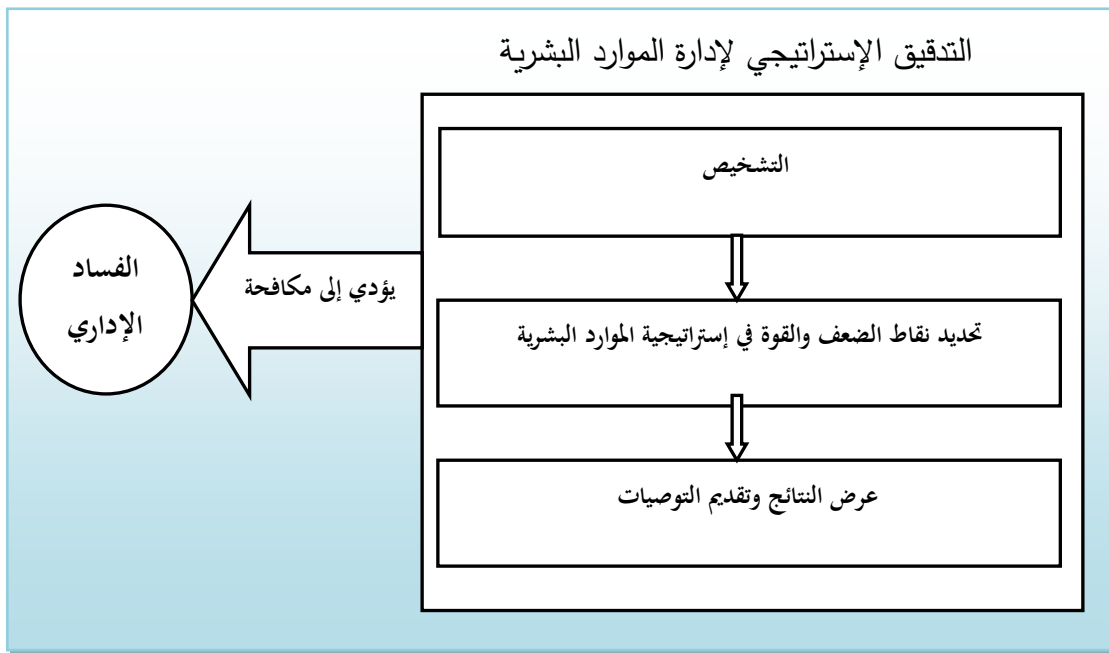 التدقيق الإستراتيجي لإدارة الموارد البشرية
التشخيص
تحديد نقاط الضعف والقوة في إستراتيجية الموارد البشرية
عرض النتائج وتقديم التوصيات
يؤدي إلى مكافحة
الفساد
الإداري